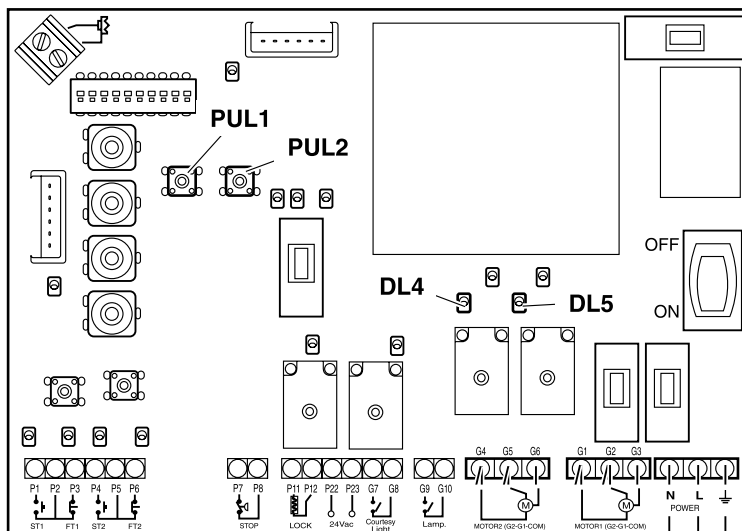 PUL1
PUL2
OFF
DL4
DL5
ON
G4 G5 G6 G1 G2 G3
P1 P2 P3 P4 P5 P6 P7 P8 P11 P12 P22 P23 G7 G8 G9 G10 N L
POWER
ST1 FT1 ST2 FT2 STOP LOCK 24Vac Courtesy Light Lamp. MOTOR2 (G2-G1-COM) MOTOR1 (G2-G1-COM)